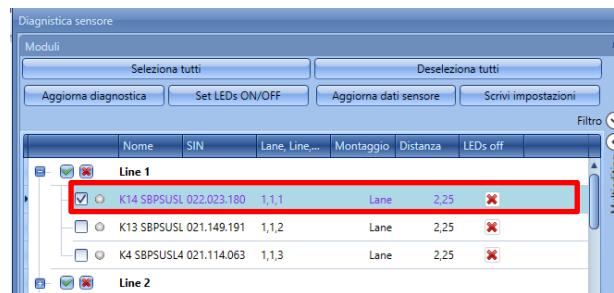 Diagnistica sensore
Moduli
Seleziona tutti Deseleziona tutti
Aggiorna diagnostica Set LEDs ON/OFF Aggiorna dati sensore Scrivi impostazioni
Filtro
Nome SIN Lane, Line,... Montaggio Distanza LEDs off
Line 1
K14 SBPSUSL 022.023.180 1,1,1 Lane 2,25
K13 SBPSUSL 021.149.191 1,1,2 Lane 2,25
K4 SBPSUSL4 021.114.063 1,1,3 Lane 2,25
Line 2